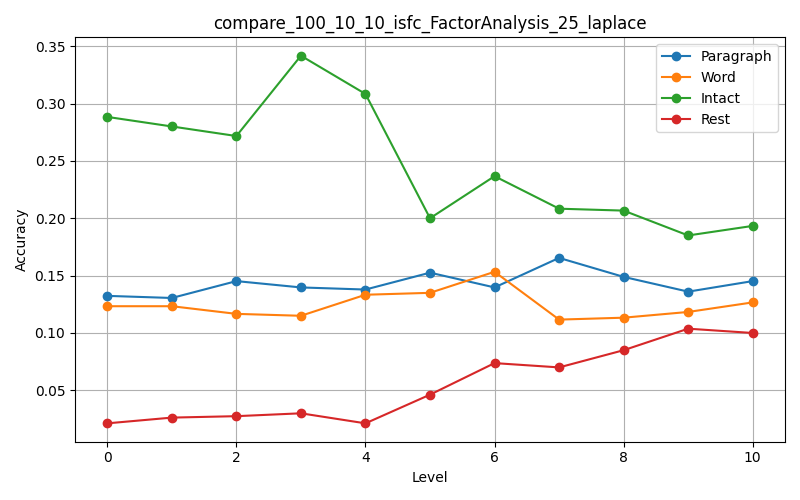 compare_100_10_10_isfc_FactorAnalysis_25_laplace
0.35
0.30
0.25
0.20
0.15
0.10
0.05
Accuracy
Paragraph
Word
Intact
Rest
0 2 4 6 8 10
Level